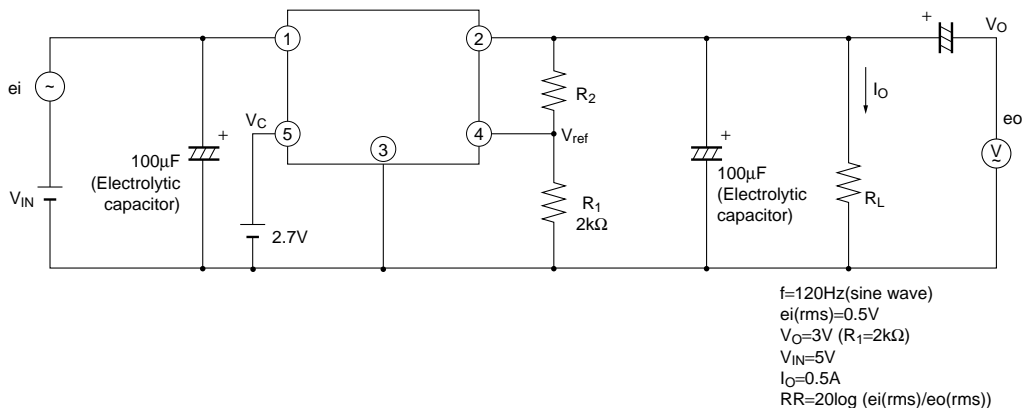 ei
~
VIN
+
100μF
(Electrolytic
capacitor)
VC
2.7V
1
2
3
4
5
R2
Vref
R1
2kΩ
+
100μF
(Electrolytic
capacitor)
IO
RL
+
VO
eo
V
~
f=120Hz(sine wave)
ei(rms)=0.5V
VO=3V (R1=2kΩ)
VIN=5V
IO=0.5A
RR=20log (ei(rms)/eo(rms))